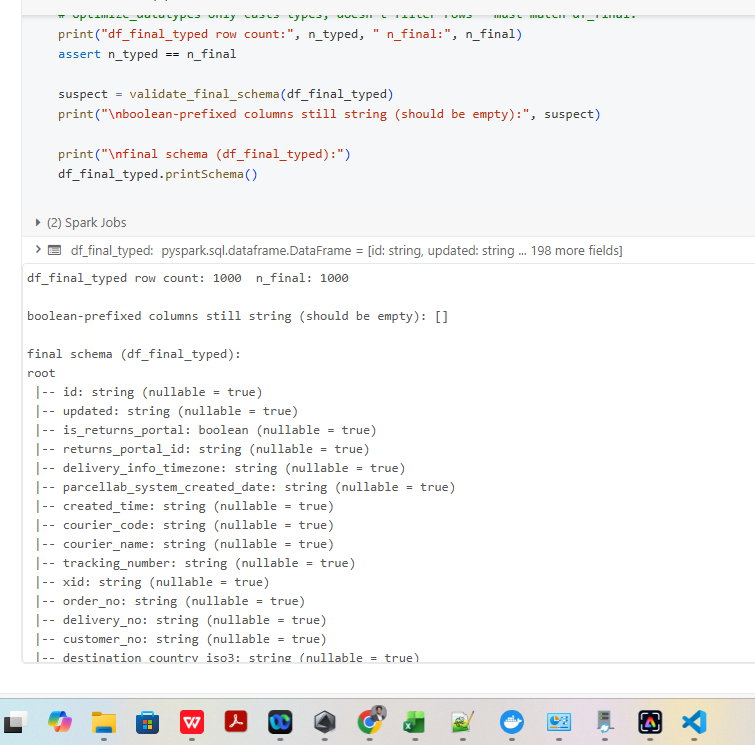 # optimize_datatypes only casts types, doesn't filter rows must match df_final.
print("df_final_typed row count:", n_typed, " n_final:", n_final)
assert n_typed == n_final
suspect = validate_final_schema(df_final_typed)
print("\nboolean-prefixed columns still string (should be empty):", suspect)
print("\nfinal schema (df_final_typed):")
df_final_typed.printSchema()
(2) Spark Jobs
df_final_typed: pyspark.sql.dataframe.DataFrame = [id: string, updated: string ... 198 more fields]
df_final_typed row count: 1000  n_final: 1000
boolean-prefixed columns still string (should be empty): []
final schema (df_final_typed):
root
|-- id: string (nullable = true)
|-- updated: string (nullable = true)
|-- is_returns_portal: boolean (nullable = true)
|-- returns_portal_id: string (nullable = true)
|-- delivery_info_timezone: string (nullable = true)
|-- parcellab_system_created_date: string (nullable = true)
|-- created_time: string (nullable = true)
|-- courier_code: string (nullable = true)
|-- courier_name: string (nullable = true)
|-- tracking_number: string (nullable = true)
|-- xid: string (nullable = true)
|-- order_no: string (nullable = true)
|-- delivery_no: string (nullable = true)
|-- customer_no: string (nullable = true)
|-- destination_country_iso3: string (nullable = true)